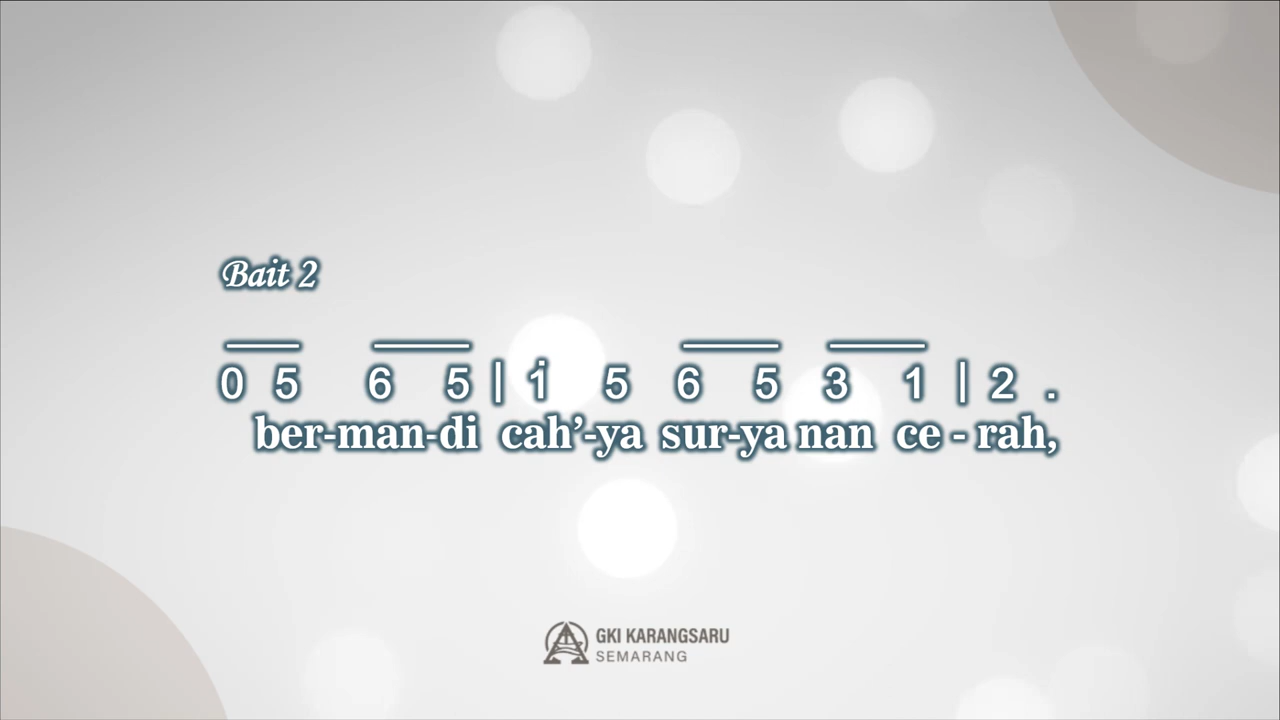 Bait 2
0 5 6 5 | 1̇ 5 6 5 3 1 | 2 .
ber-man-di cah’-ya sur-ya nan ce - rah,
GKI KARANGSARU
SEMARANG